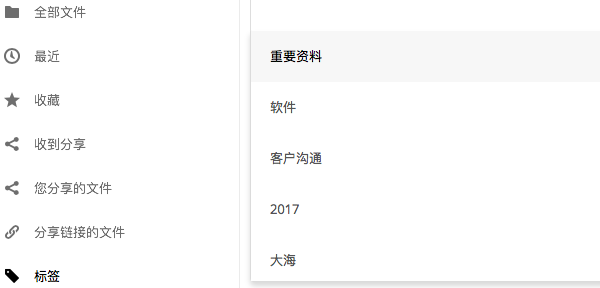 全部文件
最近
收藏
收到分享
您分享的文件
分享链接的文件
标签
重要资料
软件
客户沟通
2017
大海